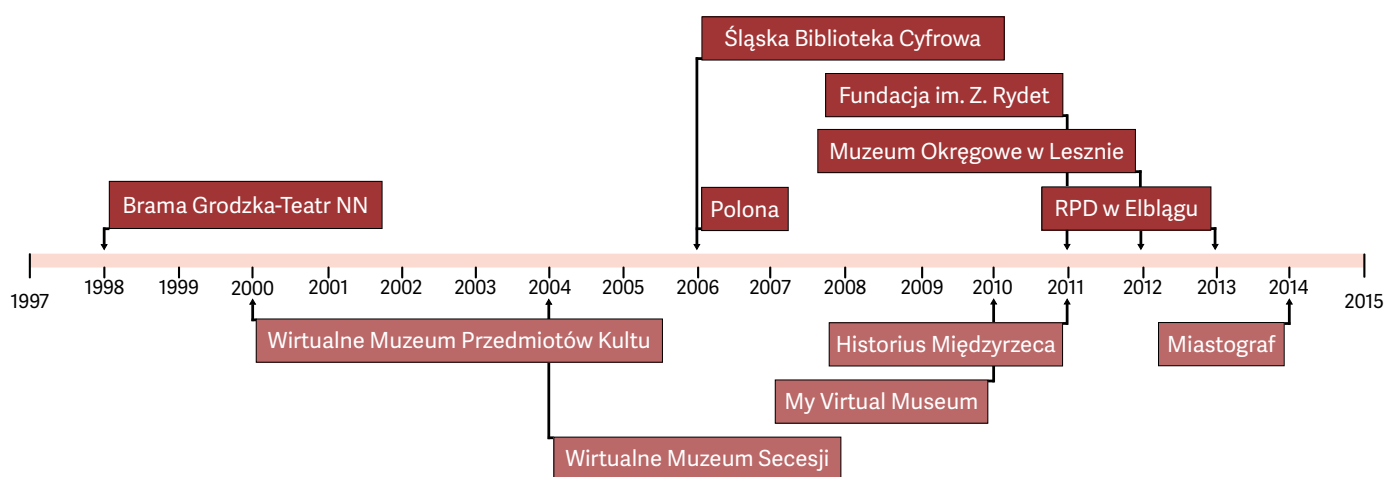 Śląska Biblioteka Cyfrowa
Fundacja im. Z. Rydet
Muzeum Okręgowe w Lesznie
Brama Grodzka-Teatr NN
Polona
RPD w Elblągu
1997 1998 1999 2000 2001 2002 2003 2004 2005 2006 2007 2008 2009 2010 2011 2012 2013 2014 2015
Wirtualne Muzeum Przedmiotów Kultu
Historius Międzyrzeca
Miastograf
My Virtual Museum
Wirtualne Muzeum Secesji